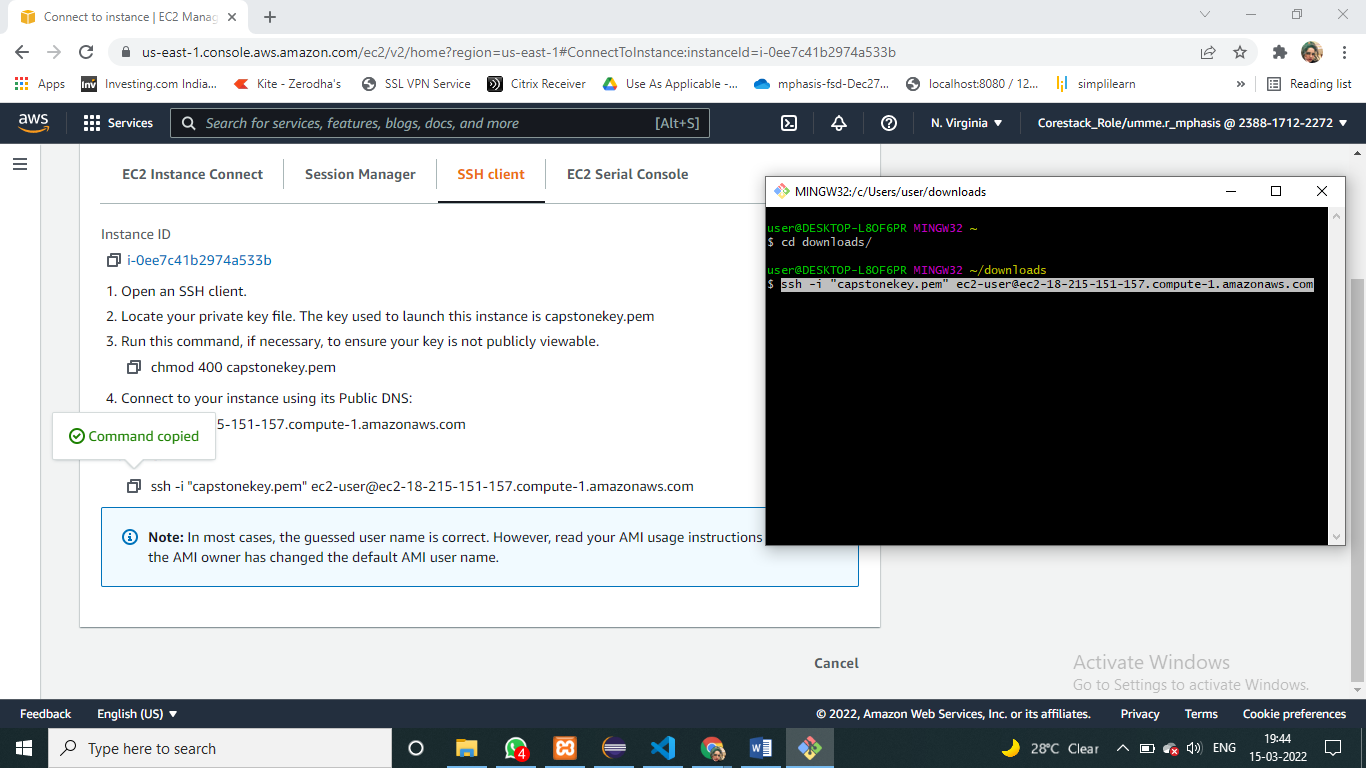 Connect to instance | EC2 Manag
us-east-1.console.aws.amazon.com/ec2/v2/home?region=us-east-1#ConnectToInstance:instanceId=i-0ee7c41b2974a533b
Apps
Inv
Investing.com India...
Kite - Zerodha's
SSL VPN Service
Citrix Receiver
Use As Applicable -...
mphasis-fsd-Dec27...
localhost:8080 / 12...
simplilearn
»
Reading list
aws
Services
Search for services, features, blogs, docs, and more
[Alt+S]
N. Virginia
Corestack_Role/umme.r_mphasis @ 2388-1712-2272
EC2 Instance Connect
Session Manager
SSH client
EC2 Serial Console
Instance ID
i-0ee7c41b2974a533b
1. Open an SSH client.
2. Locate your private key file. The key used to launch this instance is capstonekey.pem
3. Run this command, if necessary, to ensure your key is not publicly viewable.
chmod 400 capstonekey.pem
4. Connect to your instance using its Public DNS:
5-151-157.compute-1.amazonaws.com
Command copied
ssh -i "capstonekey.pem" ec2-user@ec2-18-215-151-157.compute-1.amazonaws.com
Note: In most cases, the guessed user name is correct. However, read your AMI usage instructions
the AMI owner has changed the default AMI user name.
Cancel
MINGW32:/c/Users/user/downloads
user@DESKTOP-L8OF6PR MINGW32 ~
$ cd downloads/
user@DESKTOP-L8OF6PR MINGW32 ~/downloads
$ ssh -i "capstonekey.pem" ec2-user@ec2-18-215-151-157.compute-1.amazonaws.com
Activate Windows
Go to Settings to activate Windows.
Feedback
English (US)
© 2022, Amazon Web Services, Inc. or its affiliates.
Privacy
Terms
Cookie preferences
Type here to search
4
28°C Clear
ENG
19:44
15-03-2022